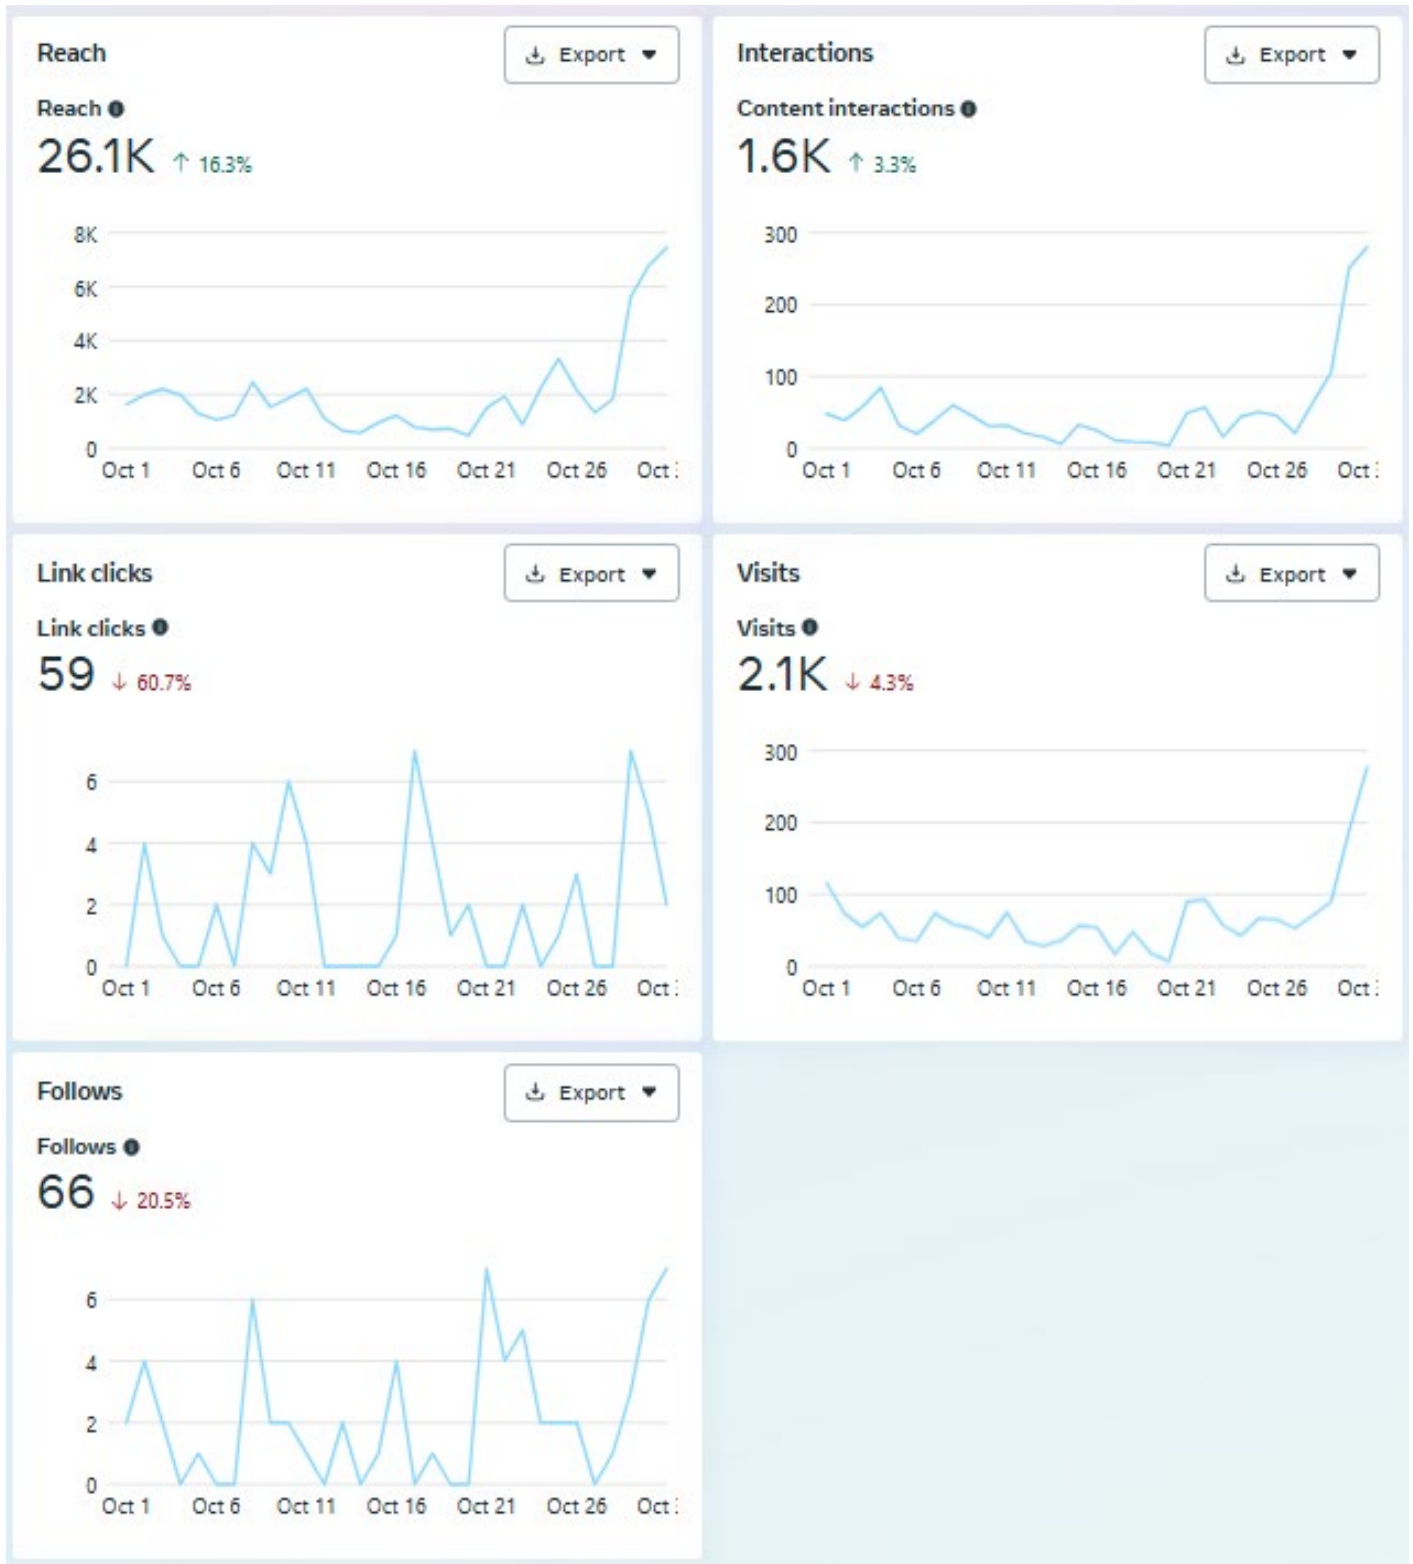 Reach
Export
Reach
26.1K ↑ 16.3%
8K
6K
4K
2K
0
Oct 1 Oct 6 Oct 11 Oct 16 Oct 21 Oct 26 Oct
Interactions
Export
Content interactions
1.6K ↑ 3.3%
300
200
100
0
Oct 1 Oct 6 Oct 11 Oct 16 Oct 21 Oct 26 Oct
Link clicks
Export
Link clicks
59 ↓ 60.7%
6
4
2
0
Oct 1 Oct 6 Oct 11 Oct 16 Oct 21 Oct 26 Oct
Visits
Export
Visits
2.1K ↓ 4.3%
300
200
100
0
Oct 1 Oct 6 Oct 11 Oct 16 Oct 21 Oct 26 Oct
Follows
Export
Follows
66 ↓ 20.5%
6
4
2
0
Oct 1 Oct 6 Oct 11 Oct 16 Oct 21 Oct 26 Oct